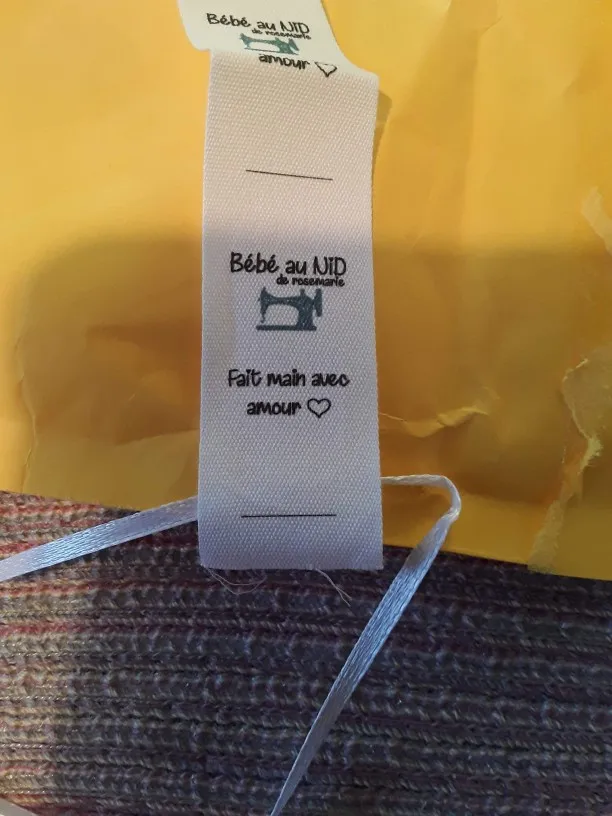 Bébé au NID
de rosemarie
amour ♡
Bébé au NID
de rosemarie
Fait main avec
amour ♡